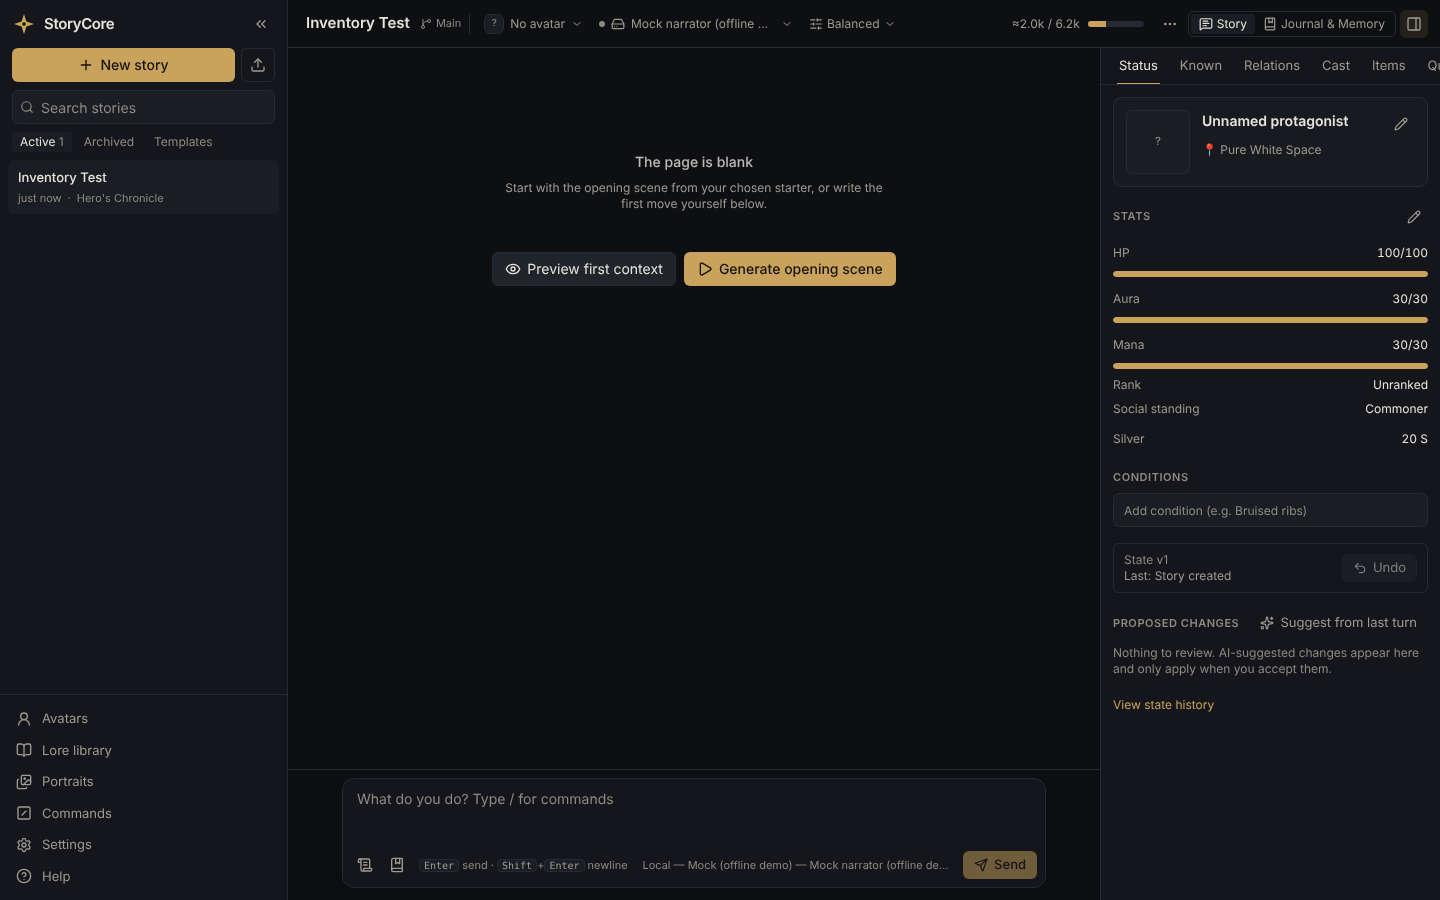 StoryCore
New story
Search stories
Active 1
Archived
Templates
Inventory Test
just now · Hero's Chronicle
Avatars
Lore library
Portraits
Commands
Settings
Help
Inventory Test
Main
?
No avatar
Mock narrator (offline ...
Balanced
≈2.0k / 6.2k
Story
Journal & Memory
The page is blank
Start with the opening scene from your chosen starter, or write the
first move yourself below.
Preview first context
Generate opening scene
What do you do? Type / for commands
Enter send · Shift+Enter newline
Local — Mock (offline demo) — Mock narrator (offline de...
Send
Status
Known
Relations
Cast
Items
Qu
?
Unnamed protagonist
Pure White Space
STATS
HP
100/100
Aura
30/30
Mana
30/30
Rank
Unranked
Social standing
Commoner
Silver
20 S
CONDITIONS
Add condition (e.g. Bruised ribs)
State v1
Last: Story created
Undo
PROPOSED CHANGES
Suggest from last turn
Nothing to review. AI-suggested changes appear here
and only apply when you accept them.
View state history